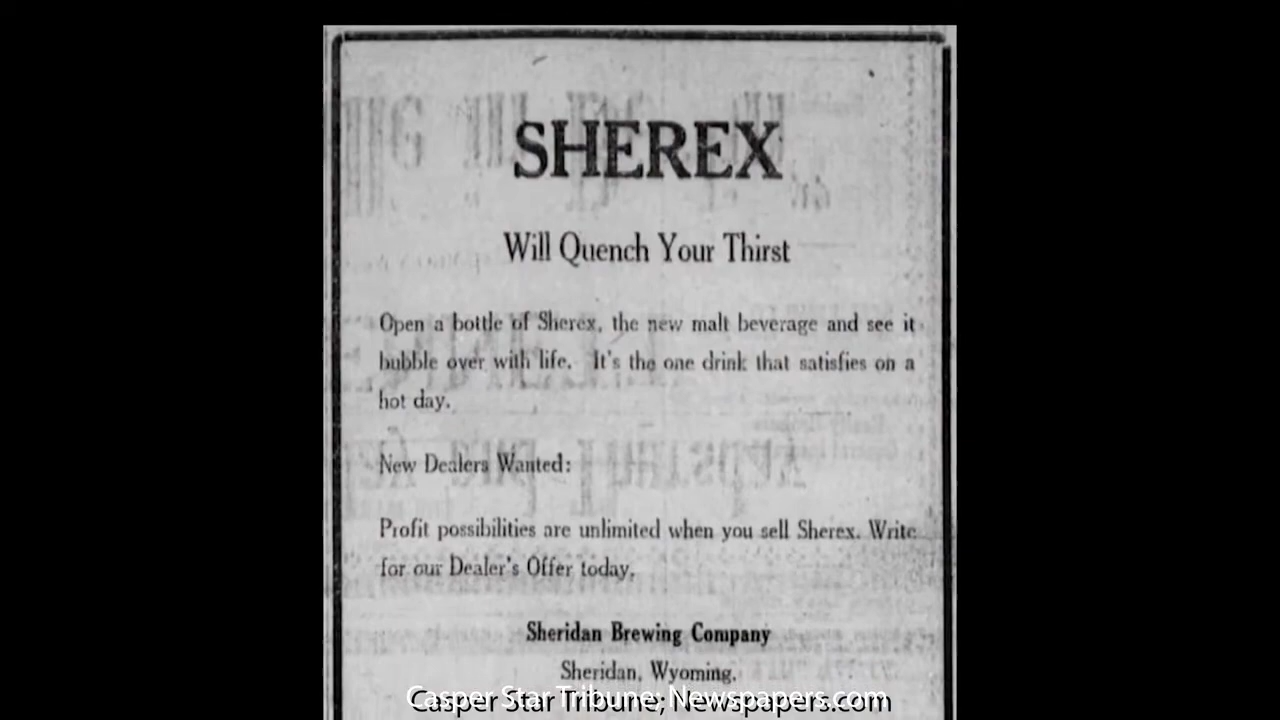 SHEREX
Will Quench Your Thirst
Open a bottle of Sherex, the new malt beverage and see it
bubble over with life. It's the one drink that satisfies on a
hot day.
New Dealers Wanted:
Profit possibilities are unlimited when you sell Sherex. Write
for our Dealer's Offer today.
Sheridan Brewing Company
Sheridan, Wyoming.
Casper Star Tribune; Newspapers.com